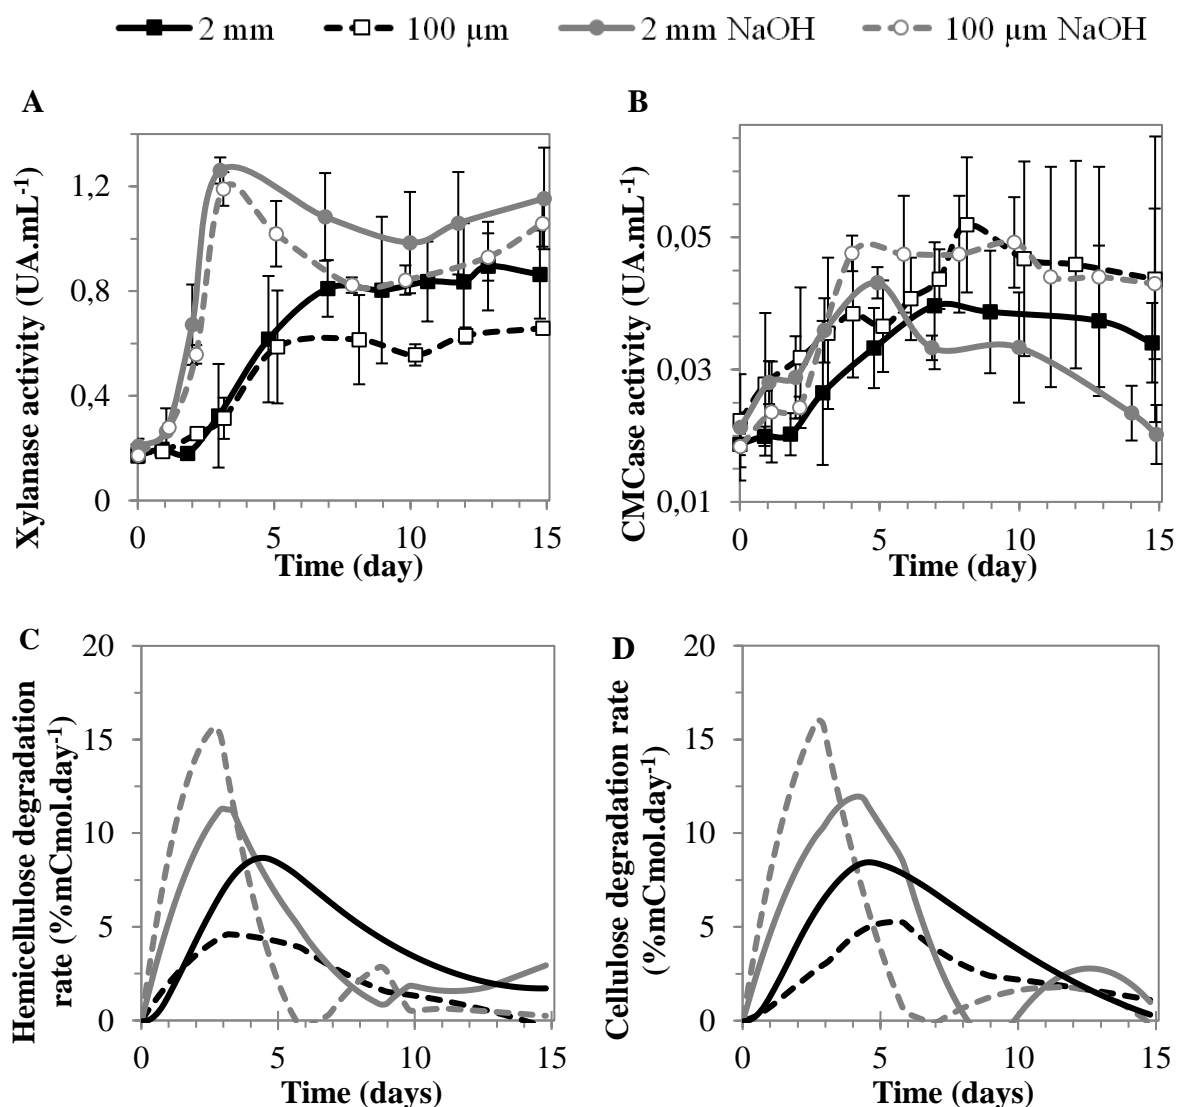 2 mm 100 µm 2 mm NaOH 100 µm NaOH
A
Xylanase activity (UA.mL-1)
1,2
0,8
0,4
0
0 5 10 15
Time (day)
B
CMCase activity (UA.mL-1)
0,05
0,03
0,01
0 5 10 15
Time (day)
C
Hemicellulose degradation
rate (%mCmol.day-1)
20
15
10
5
0
0 5 10 15
Time (days)
D
Cellulose degradation rate
(%mCmol.day-1)
20
15
10
5
0
0 5 10 15
Time (days)